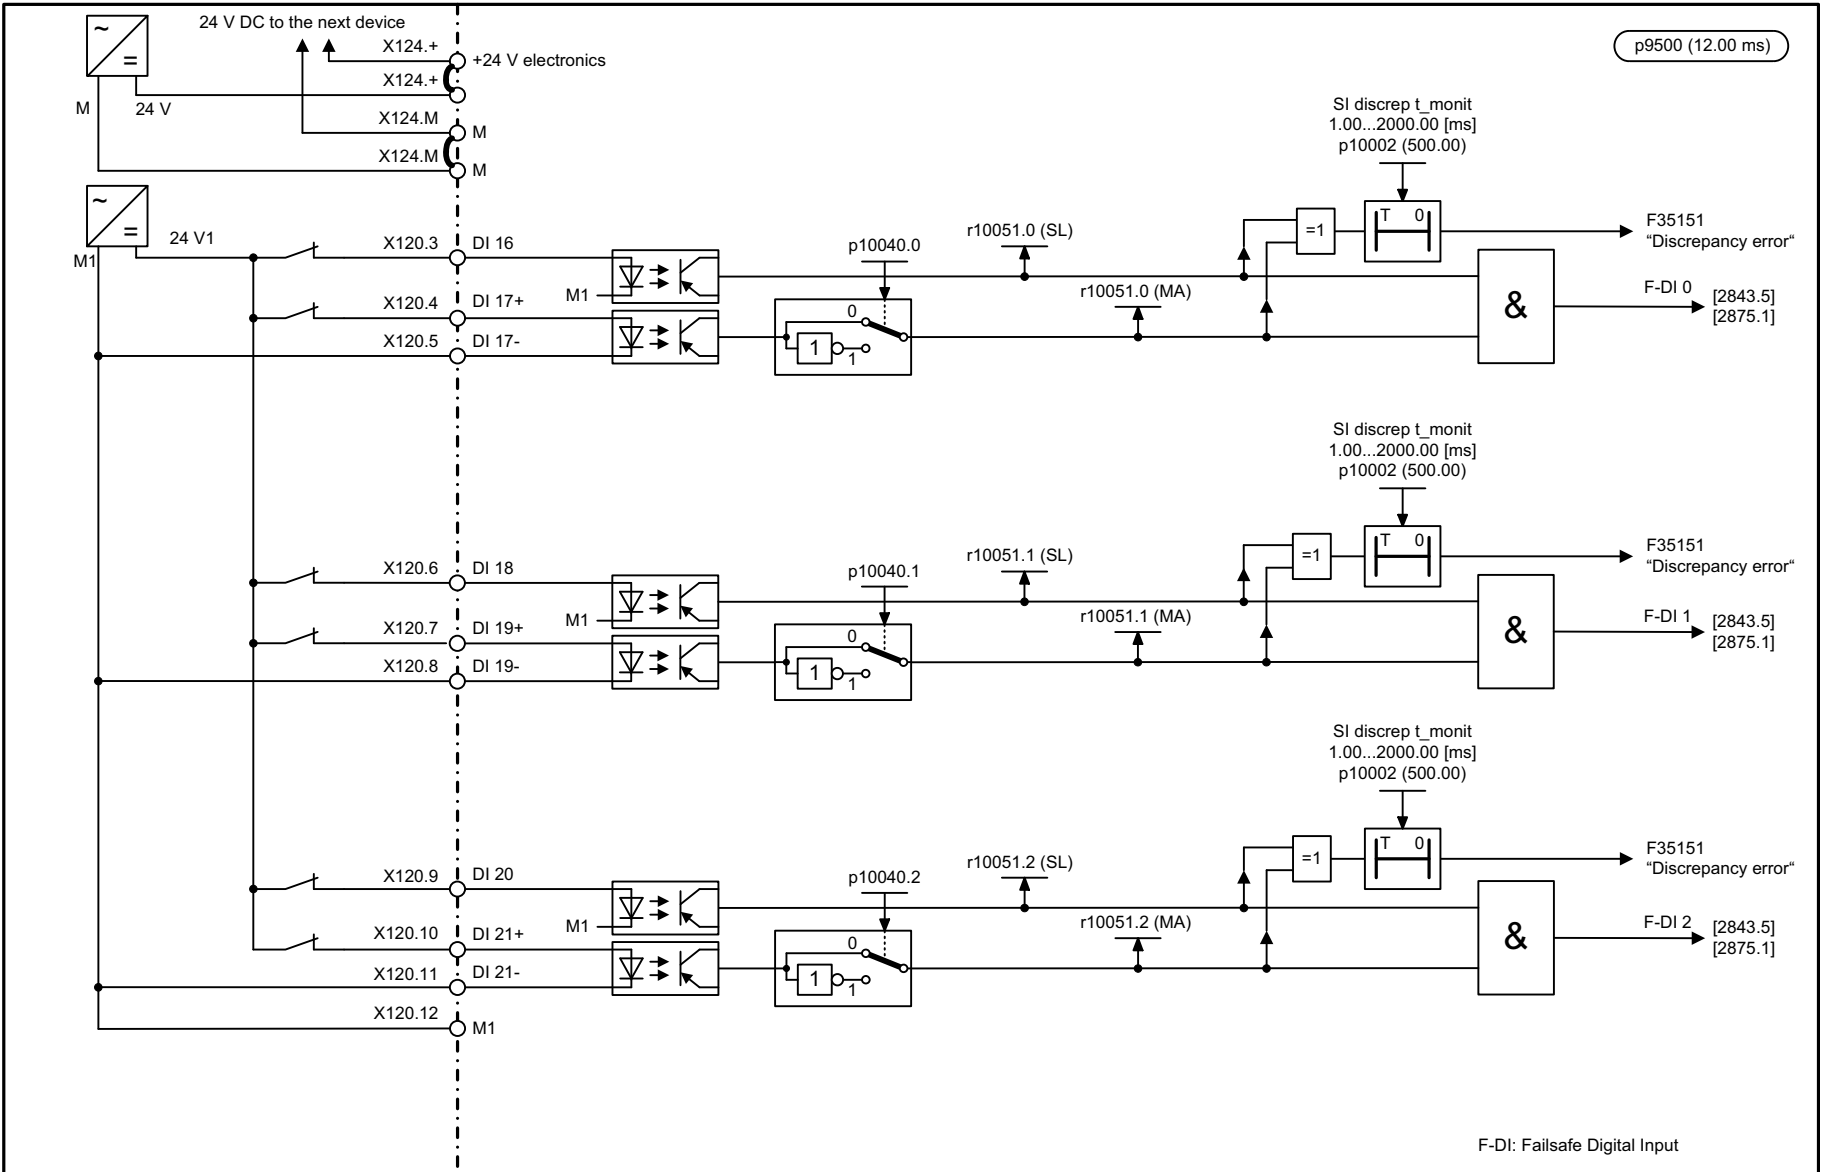 24 V DC to the next device
p9500 (12.00 ms)
~
=
X124.+
+24 V electronics
X124.+
M
24 V
X124.M
M
X124.M
M
~
=
24 V1
M1
SI discrep t_monit
1.00...2000.00 [ms]
p10002 (500.00)
X120.3
DI 16
M1
p10040.0
r10051.0 (SL)
=1
T 0
F35151
“Discrepancy error“
X120.4
DI 17+
0
1
1
r10051.0 (MA)
&
F-DI 0
[2843.5]
[2875.1]
X120.5
DI 17-
SI discrep t_monit
1.00...2000.00 [ms]
p10002 (500.00)
X120.6
DI 18
M1
p10040.1
r10051.1 (SL)
=1
T 0
F35151
“Discrepancy error“
X120.7
DI 19+
0
1
1
r10051.1 (MA)
&
F-DI 1
[2843.5]
[2875.1]
X120.8
DI 19-
SI discrep t_monit
1.00...2000.00 [ms]
p10002 (500.00)
X120.9
DI 20
M1
p10040.2
r10051.2 (SL)
=1
T 0
F35151
“Discrepancy error“
X120.10
DI 21+
0
1
1
r10051.2 (MA)
&
F-DI 2
[2843.5]
[2875.1]
X120.11
DI 21-
X120.12
M1
F-DI: Failsafe Digital Input